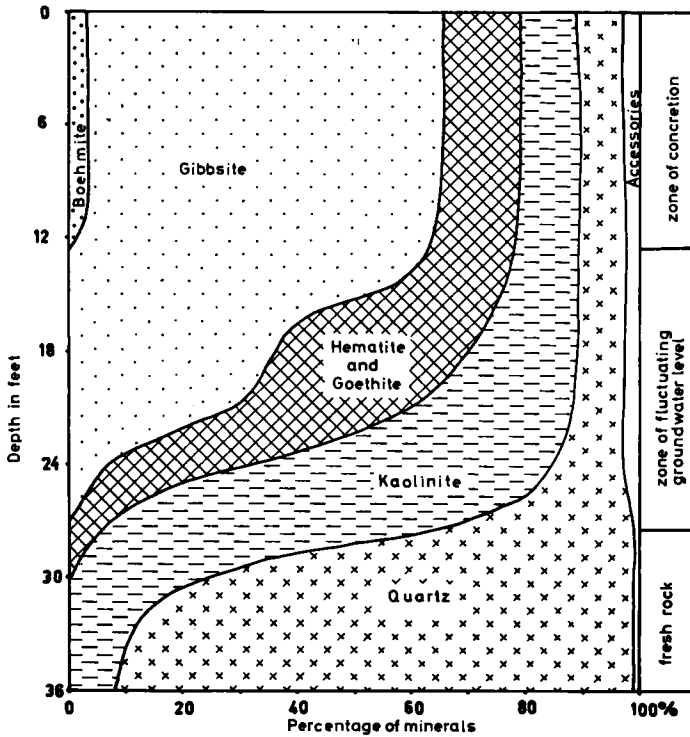 0
6
12
18
24
30
36
Depth in feet
Boehmite
Gibbsite
Hematite
and
Goethite
Kaolinite
Quartz
Accessories
zone of concretion
zone of fluctuating
groundwater level
fresh rock
0
20
40
60
80
100%
Percentage of minerals